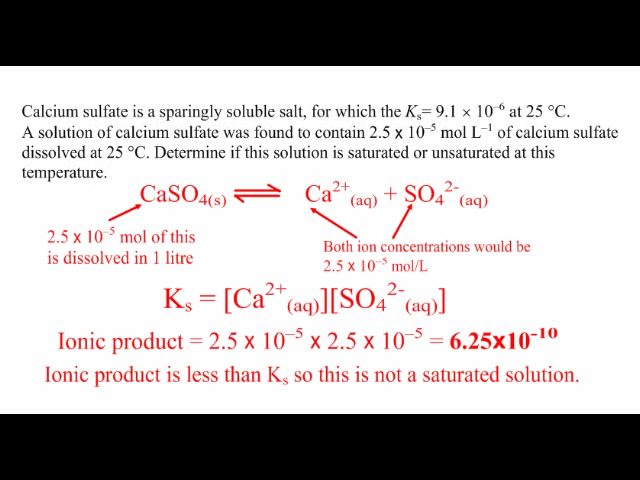 Calcium sulfate is a sparingly soluble salt, for which the Kₛ= 9.1 × 10⁻⁶ at 25 °C.
A solution of calcium sulfate was found to contain 2.5 x 10⁻⁵ mol L⁻¹ of calcium sulfate
dissolved at 25 °C. Determine if this solution is saturated or unsaturated at this
temperature.
CaSO₄(s) ⇌ Ca²⁺(aq) + SO₄²⁻(aq)
2.5 x 10⁻⁵ mol of this
is dissolved in 1 litre
Both ion concentrations would be
2.5 x 10⁻⁵ mol/L
Kₛ = [Ca²⁺(aq)][SO₄²⁻(aq)]
Ionic product = 2.5 x 10⁻⁵ x 2.5 x 10⁻⁵ = 6.25x10⁻¹⁰
Ionic product is less than Kₛ so this is not a saturated solution.